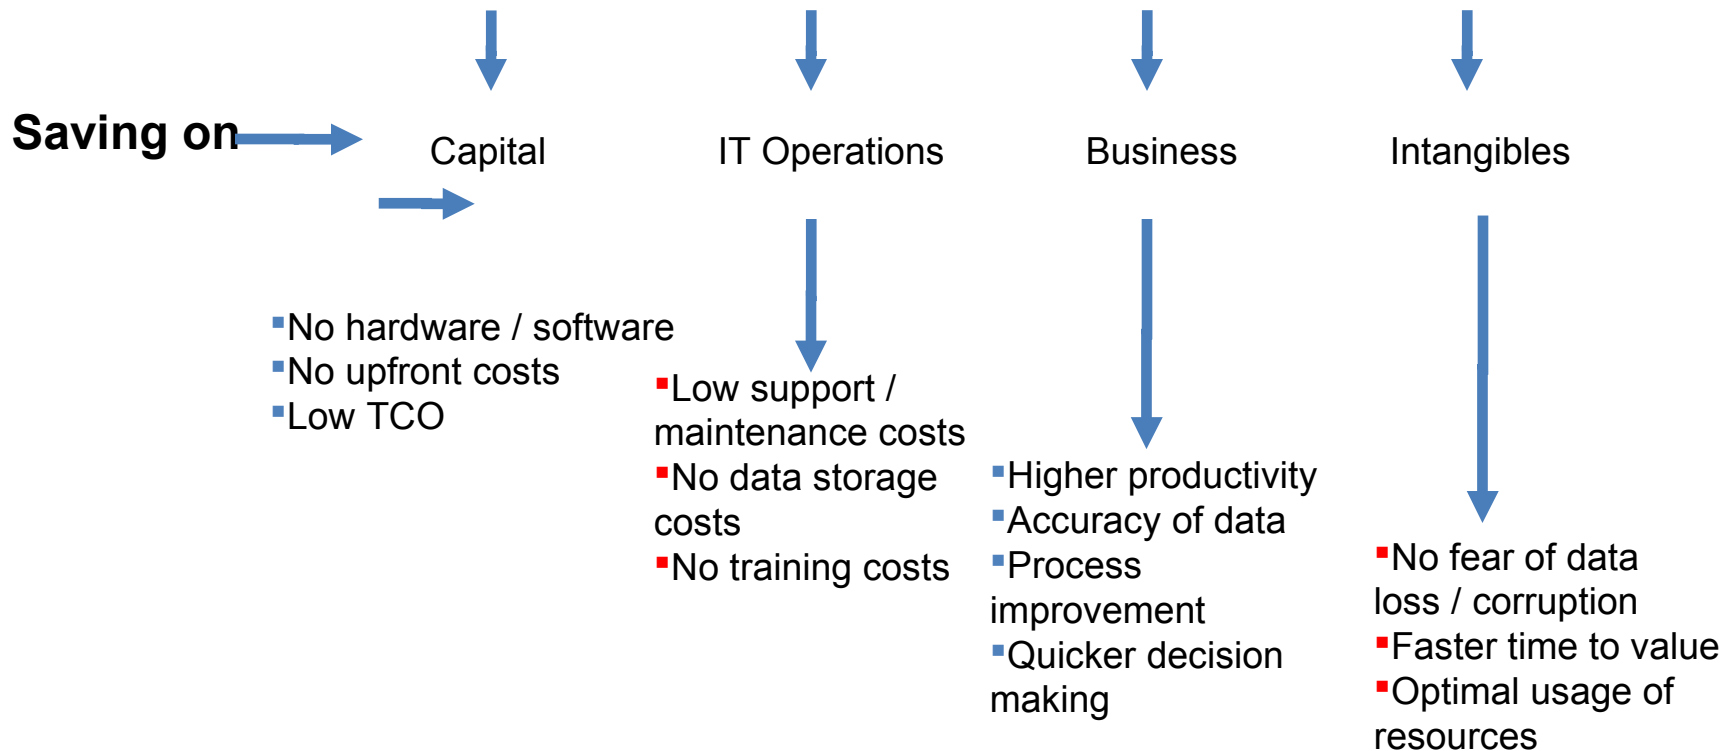 Saving on
Capital
IT Operations
Business
Intangibles
▪No hardware / software
▪No upfront costs
▪Low TCO
▪Low support /
maintenance costs
▪No data storage
costs
▪No training costs
▪Higher productivity
▪Accuracy of data
▪Process
improvement
▪Quicker decision
making
▪No fear of data
loss / corruption
▪Faster time to value
▪Optimal usage of
resources